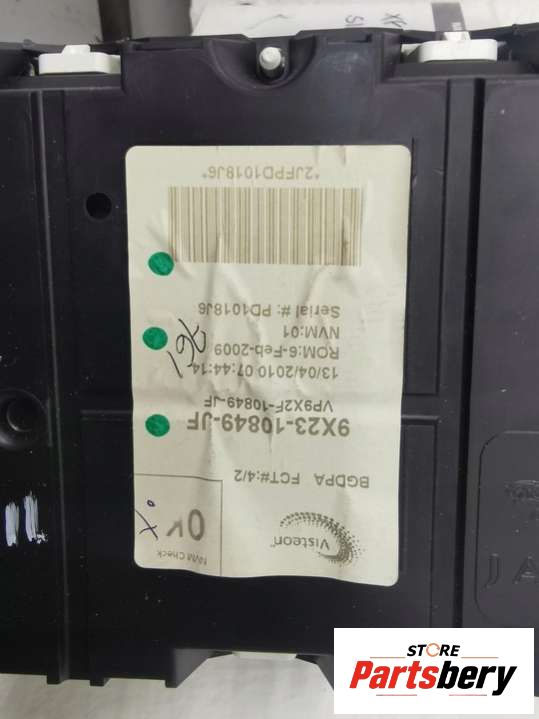 Visteon
NVM Check
OK
BGDPA FCT#:4/2
9X23-10849-JF
VP9X2F-10849-JF
13/04/2010 07:44:14
ROM:6-Feb-2009
NVM:01
Serial #: PD1018J6
*2JFPD1018J6*
STORE
Partsbery